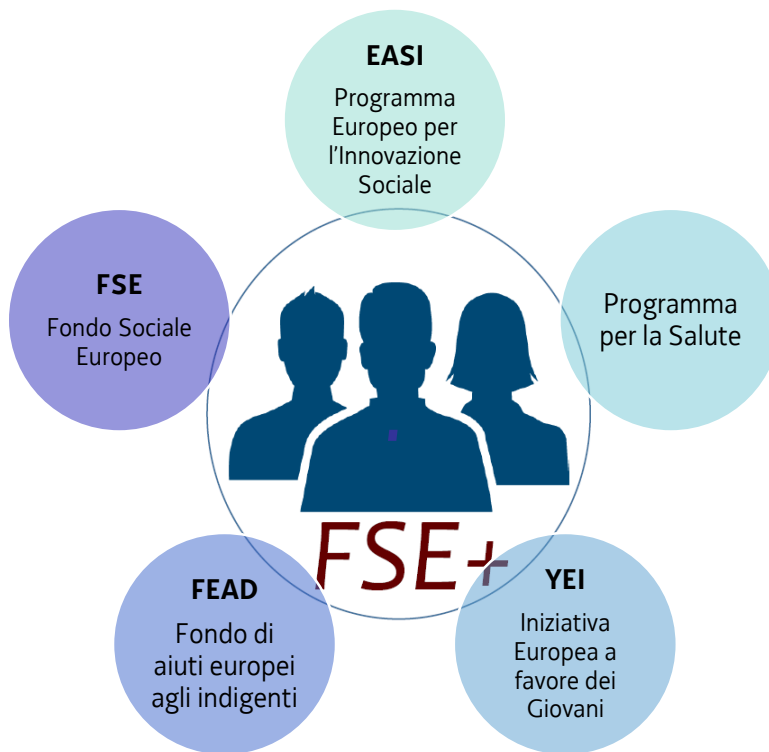 EASI
Programma
Europeo per
l'Innovazione
Sociale
FSE
Fondo Sociale
Europeo
Programma
per la Salute
FSE+
FEAD
Fondo di
aiuti europei
agli indigenti
YEI
Iniziativa
Europea a
favore dei
Giovani